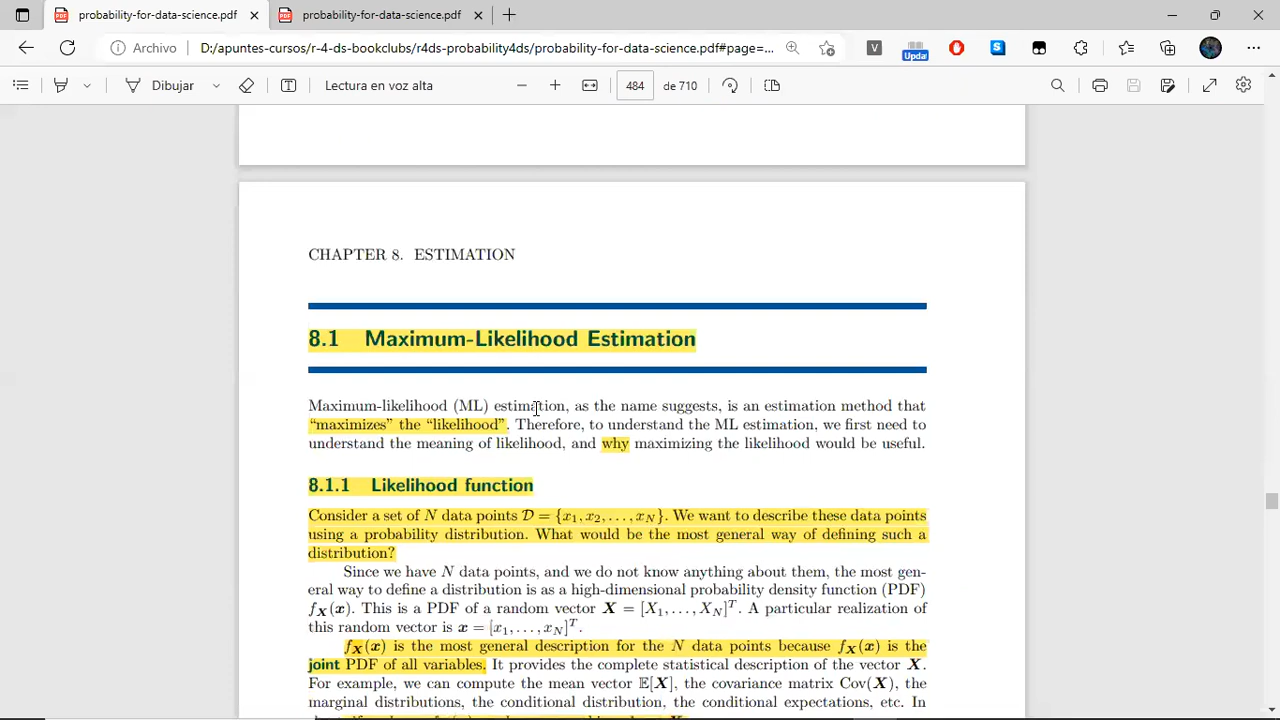 probability-for-data-science.pdf
probability-for-data-science.pdf
Archivo
D:/apuntes-cursos/r-4-ds-bookclubs/r4ds-probability4ds/probability-for-data-science.pdf#page=...
V
Upda
S
Dibujar
Lectura en voz alta
484
de 710
CHAPTER 8. ESTIMATION
8.1 Maximum-Likelihood Estimation
Maximum-likelihood (ML) estimation, as the name suggests, is an estimation method that
“maximizes” the “likelihood”. Therefore, to understand the ML estimation, we first need to
understand the meaning of likelihood, and why maximizing the likelihood would be useful.
8.1.1 Likelihood function
Consider a set of N data points D = {x₁, x₂, . . . , x_N}. We want to describe these data points
using a probability distribution. What would be the most general way of defining such a
distribution?
Since we have N data points, and we do not know anything about them, the most gen-
eral way to define a distribution is as a high-dimensional probability density function (PDF)
f_X(x). This is a PDF of a random vector X = [X₁, . . . , X_N]ᵀ. A particular realization of
this random vector is x = [x₁, . . . , x_N]ᵀ.
f_X(x) is the most general description for the N data points because f_X(x) is the
joint PDF of all variables. It provides the complete statistical description of the vector X.
For example, we can compute the mean vector 𝔼[X], the covariance matrix Cov(X), the
marginal distributions, the conditional distribution, the conditional expectations, etc. In